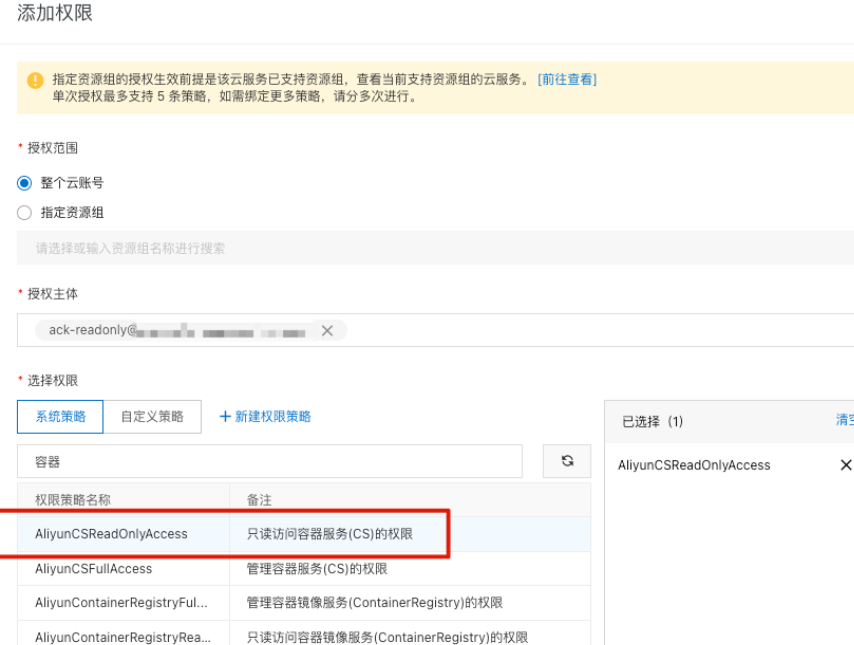 添加权限
指定资源组的授权生效前提是该云服务已支持资源组，查看当前支持资源组的云服务。 [前往查看]
单次授权最多支持 5 条策略，如需绑定更多策略，请分多次进行。
* 授权范围
整个云账号
指定资源组
请选择或输入资源组名称进行搜索
* 授权主体
ack-readonly@
* 选择权限
系统策略 自定义策略 + 新建权限策略
已选择（1） 清空
容器
AliyunCSReadOnlyAccess
权限策略名称 备注
AliyunCSReadOnlyAccess 只读访问容器服务(CS)的权限
AliyunCSFullAccess 管理容器服务(CS)的权限
AliyunContainerRegistryFul... 管理容器镜像服务(ContainerRegistry)的权限
AliyunContainerRegistryRea... 只读访问容器镜像服务(ContainerRegistry)的权限